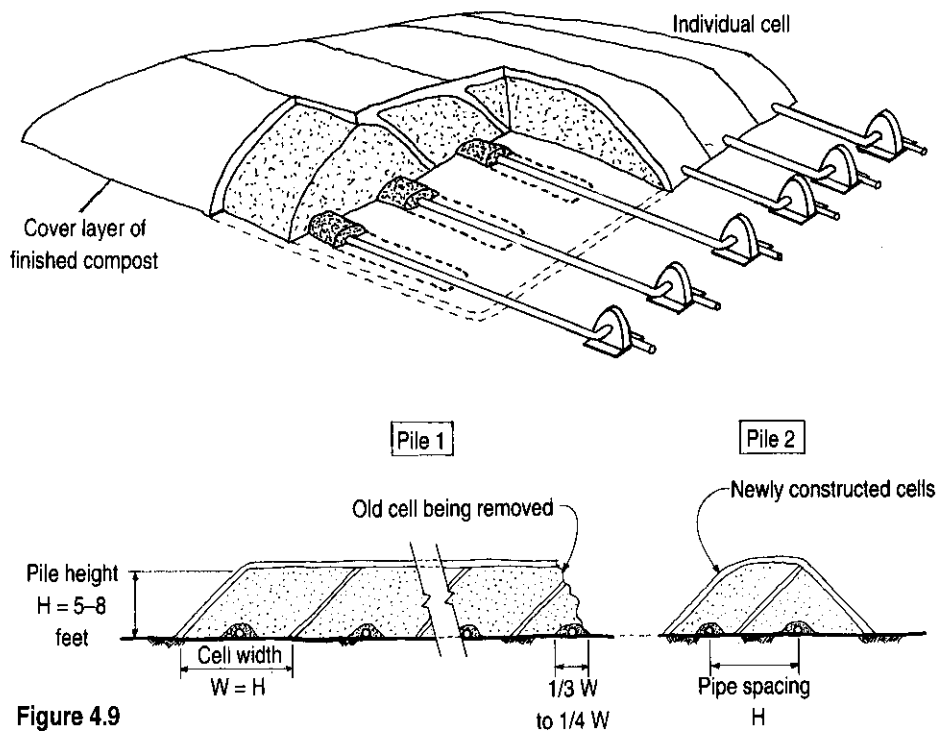 Individual cell
Cover layer of
finished compost
Pile 1
Pile 2
Old cell being removed
Newly constructed cells
Pile height
H = 5–8
feet
Cell width
W = H
1/3 W
to 1/4 W
Pipe spacing
H
Figure 4.9